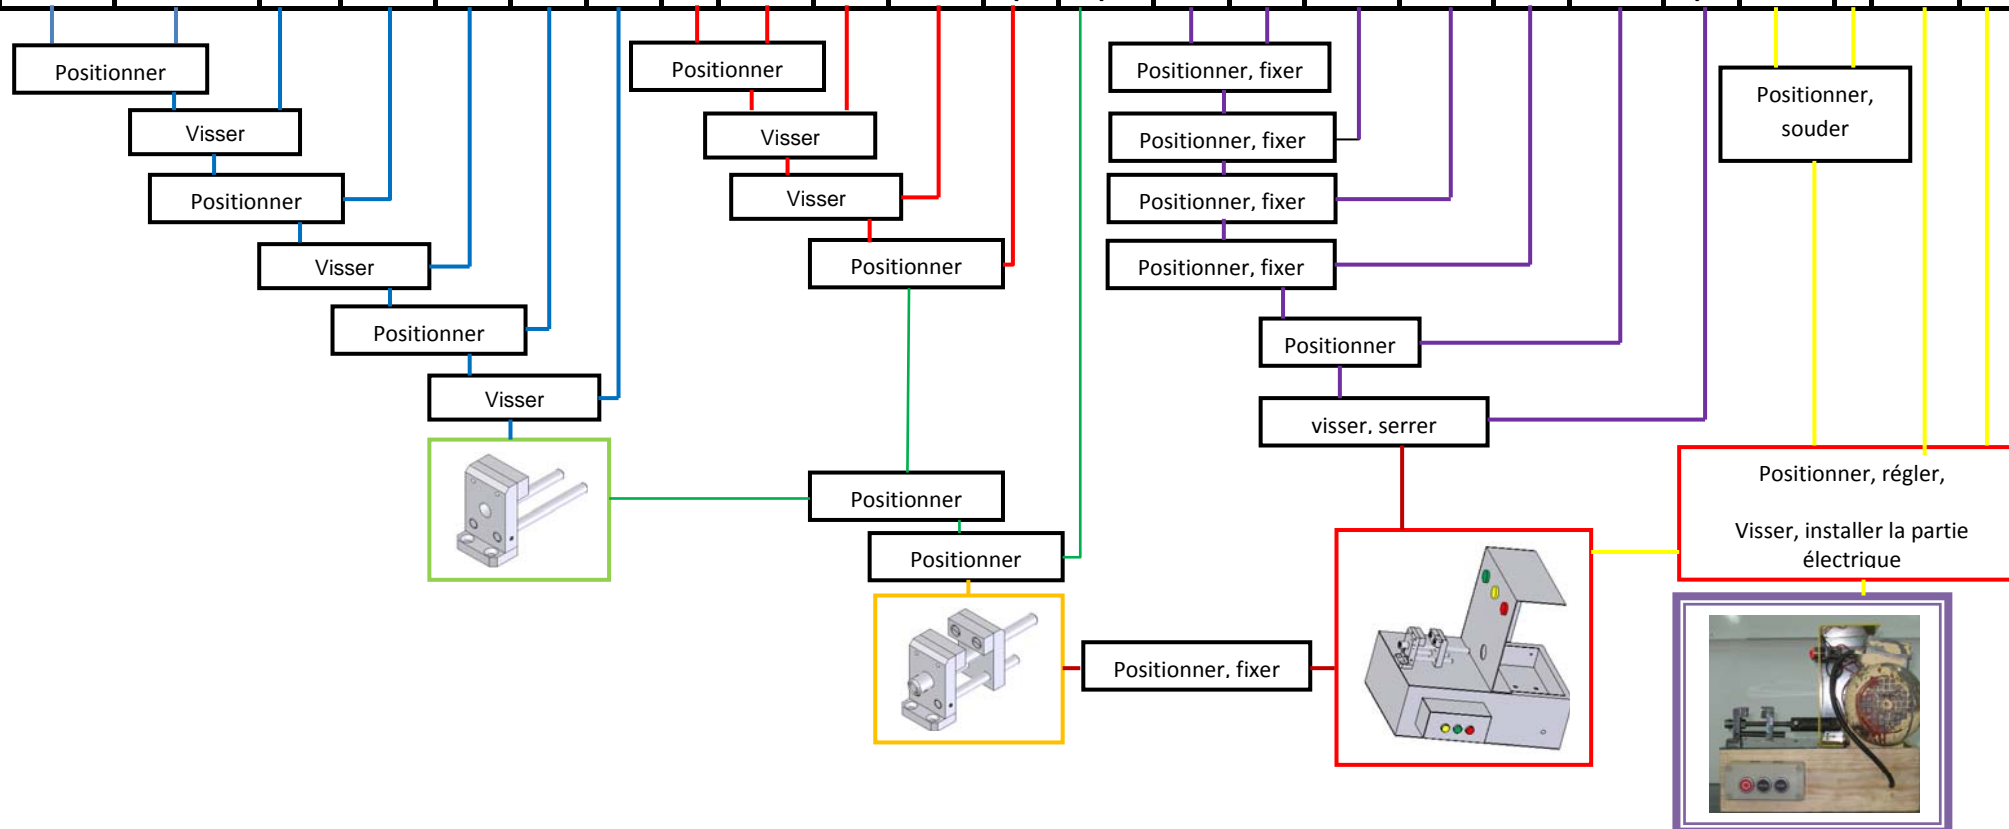 Positionner
Visser
Positionner
Visser
Positionner
Visser
Positionner
Visser
Visser
Positionner
Positionner
Positionner
Positionner, fixer
Positionner, fixer
Positionner, fixer
Positionner, fixer
Positionner
visser, serrer
Positionner, fixer
Positionner,
souder
Positionner, régler,
Visser, installer la partie
électrique